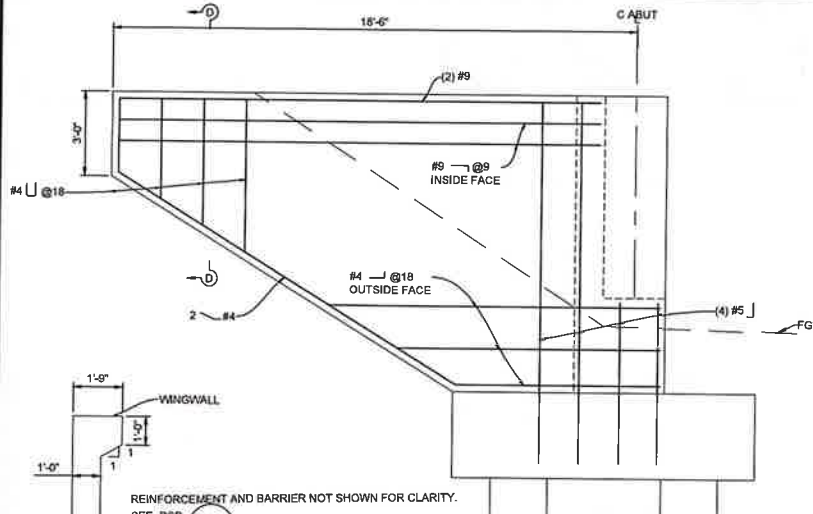 D
18'-6"
C ABUT
(2) #9
3'-0"
#9 @9
INSIDE FACE
#4 @18
D
#4 @18
OUTSIDE FACE
2 #4
(4) #5
FG
1'-9"
WINGWALL
1'-0"
1
1
1'-0"
REINFORCEMENT AND BARRIER NOT SHOWN FOR CLARITY.